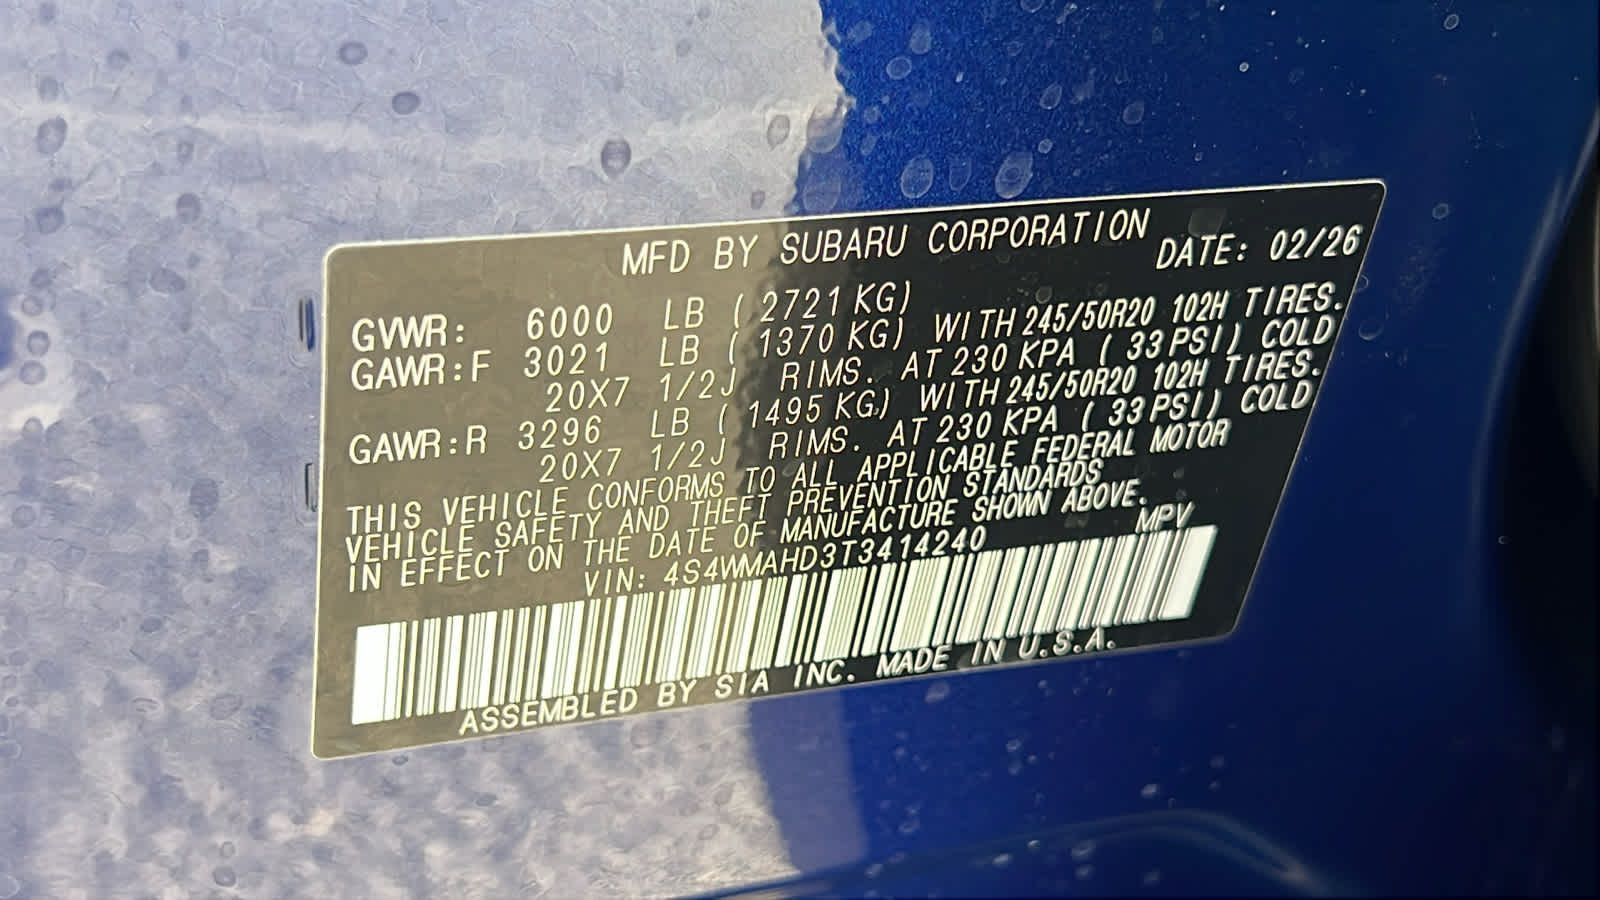 MFD BY SUBARU CORPORATION DATE: 02/26
GVWR: 6000 LB ( 2721 KG)
GAWR:F 3021 LB ( 1370 KG) WITH 245/50R20 102H TIRES.
20X7 1/2J RIMS. AT 230 KPA ( 33 PSI) COLD
GAWR:R 3296 LB ( 1495 KG) WITH 245/50R20 102H TIRES.
20X7 1/2J RIMS. AT 230 KPA ( 33 PSI) COLD
THIS VEHICLE CONFORMS TO ALL APPLICABLE FEDERAL MOTOR
VEHICLE SAFETY AND THEFT PREVENTION STANDARDS
IN EFFECT ON THE DATE OF MANUFACTURE SHOWN ABOVE.
VIN: 4S4WMAHD3T3414240 MPV
ASSEMBLED BY SIA INC. MADE IN U.S.A.